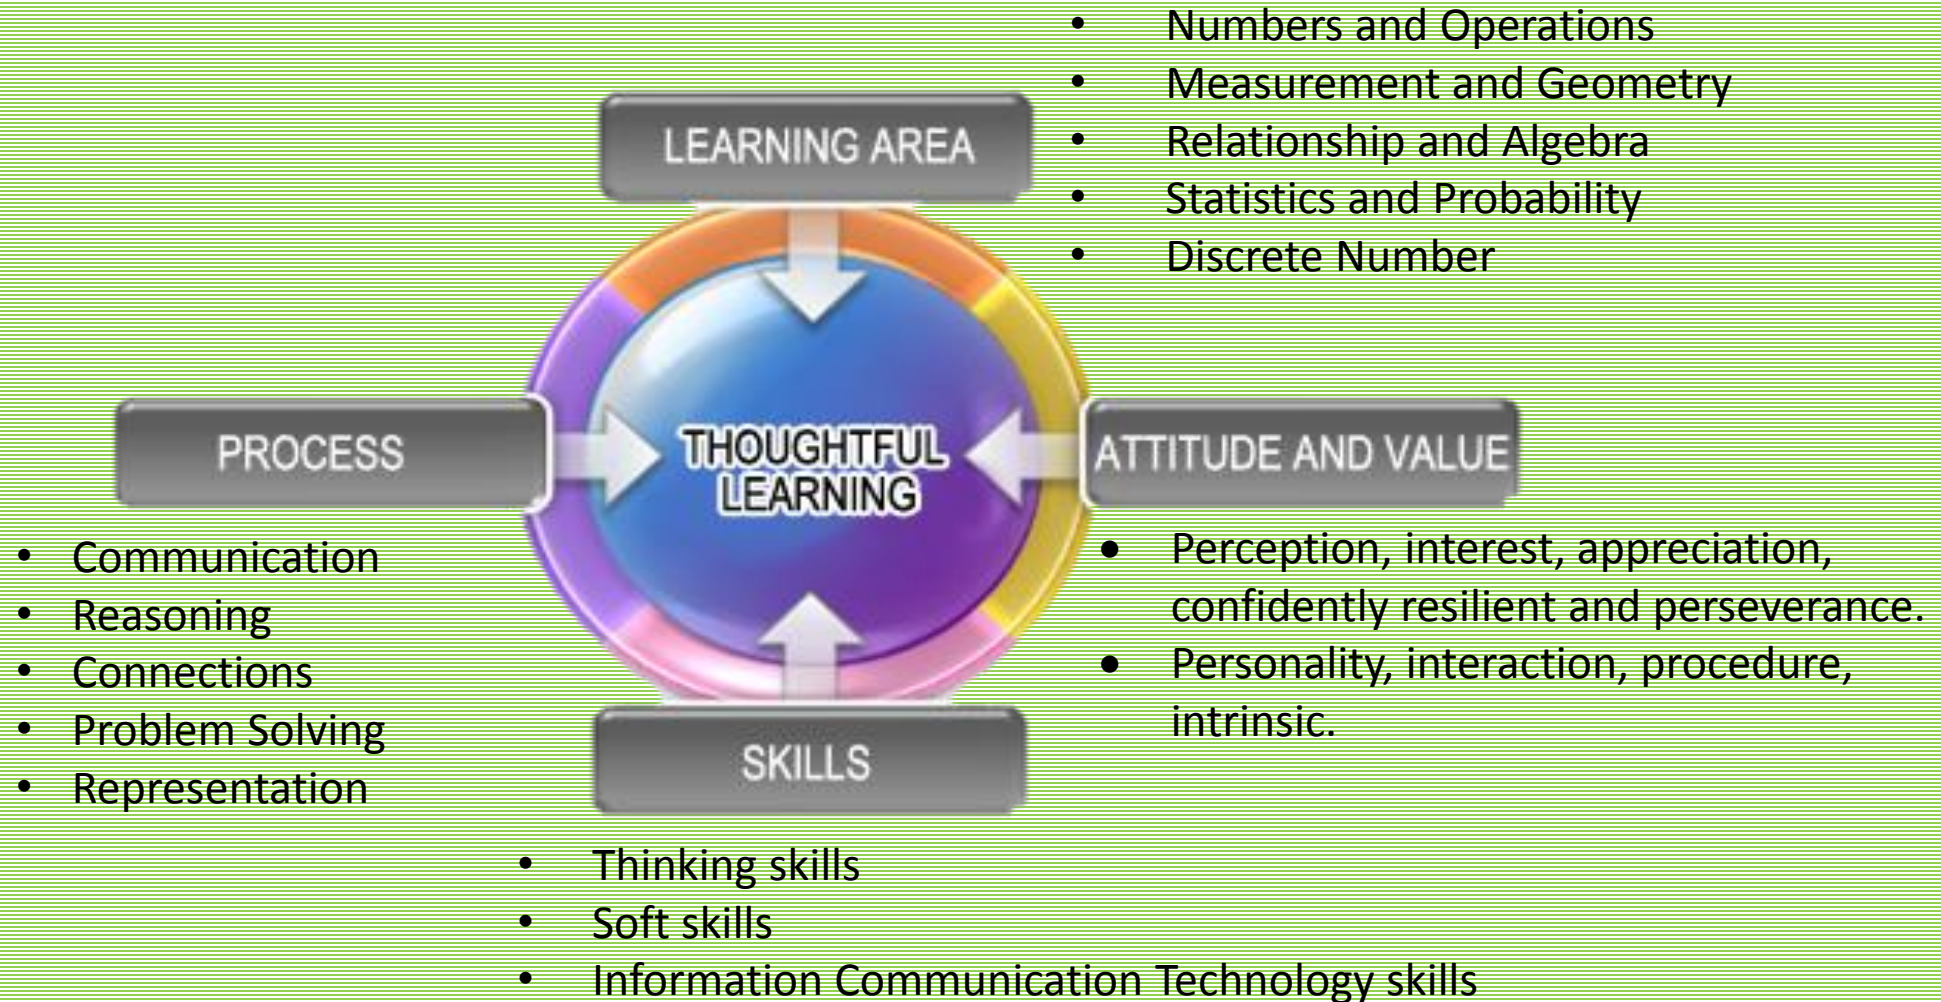 LEARNING AREA
• Numbers and Operations
• Measurement and Geometry
• Relationship and Algebra
• Statistics and Probability
• Discrete Number
PROCESS
• Communication
• Reasoning
• Connections
• Problem Solving
• Representation
THOUGHTFUL
LEARNING
ATTITUDE AND VALUE
• Perception, interest, appreciation,
confidently resilient and perseverance.
• Personality, interaction, procedure,
intrinsic.
SKILLS
• Thinking skills
• Soft skills
• Information Communication Technology skills